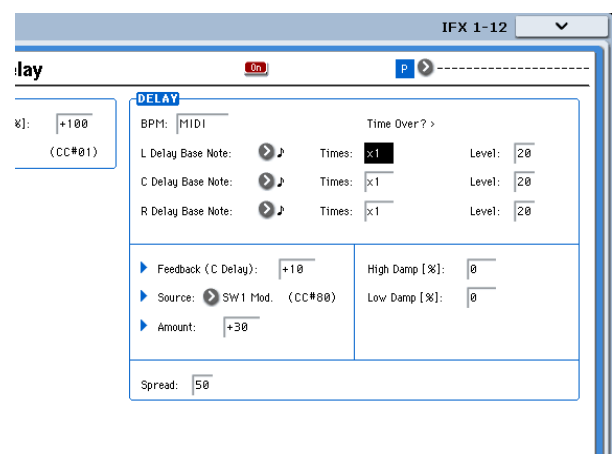 IFX 1-12
lay On P
%]: +100
(CC#01)
DELAY
BPM: MIDI Time Over? >
L Delay Base Note: ♪ Times: x1 Level: 20
C Delay Base Note: ♪ Times: x1 Level: 20
R Delay Base Note: ♪ Times: x1 Level: 20
Feedback (C Delay): +10 High Damp [%]: 0
Source: SW1 Mod. (CC#80) Low Damp [%]: 0
Amount: +30
Spread: 50